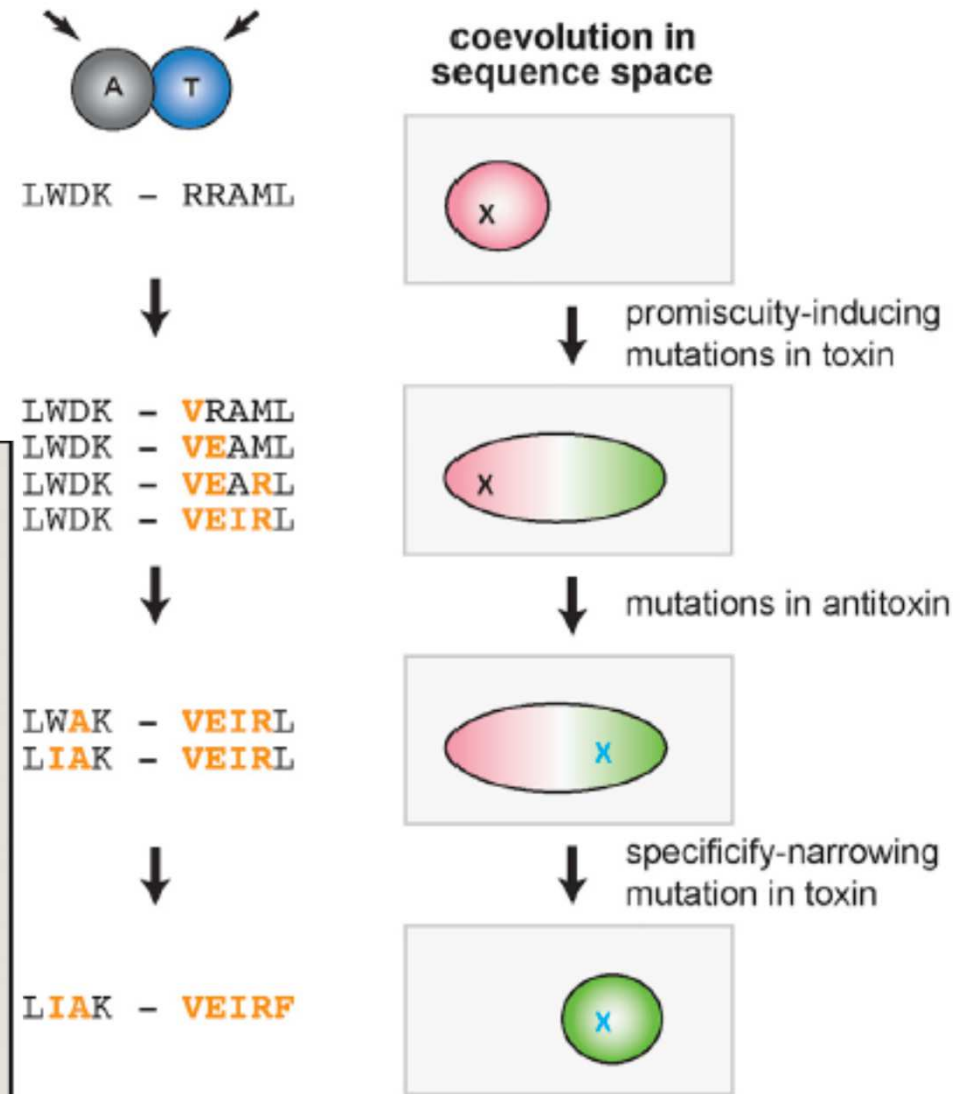 A T
LWDK – RRAML
LWDK – VRAML
LWDK – VEAML
LWDK – VEARL
LWDK – VEIRL
LWAK – VEIRL
LIAK – VEIRL
LIAK – VEIRF
coevolution in
sequence space
X
promiscuity-inducing
mutations in toxin
X
mutations in antitoxin
X
specificify-narrowing
mutation in toxin
X